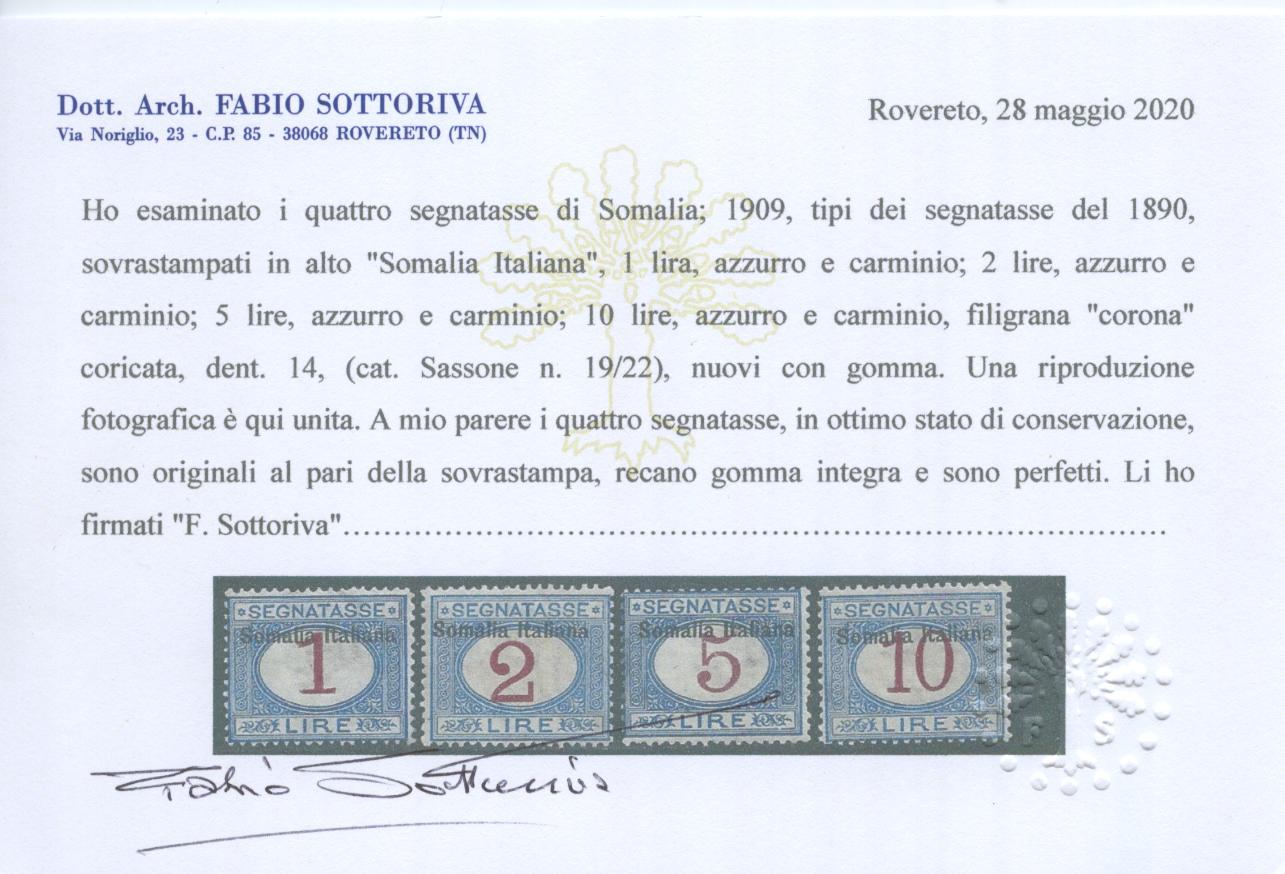 Dott. Arch. FABIO SOTTORIVA
Via Noriglio, 23 - C.P. 85 - 38068 ROVERETO (TN)
Rovereto, 28 maggio 2020
Ho esaminato i quattro segnatasse di Somalia; 1909, tipi dei segnatasse del 1890,
sovrastampati in alto "Somalia Italiana", 1 lira, azzurro e carminio; 2 lire, azzurro e
carminio; 5 lire, azzurro e carminio; 10 lire, azzurro e carminio, filigrana "corona"
coricata, dent. 14, (cat. Sassone n. 19/22), nuovi con gomma. Una riproduzione
fotografica è qui unita. A mio parere i quattro segnatasse, in ottimo stato di conservazione,
sono originali al pari della sovrastampa, recano gomma integra e sono perfetti. Li ho
firmati "F. Sottoriva"..........................................................................................
SEGNATASSE SEGNATASSE SEGNATASSE SEGNATASSE
Somalia Italiana Somalia Italiana Somalia Italiana Somalia Italiana
1 2 5 10
LIRE LIRE LIRE LIRE
F S
Fabio Sottoriva